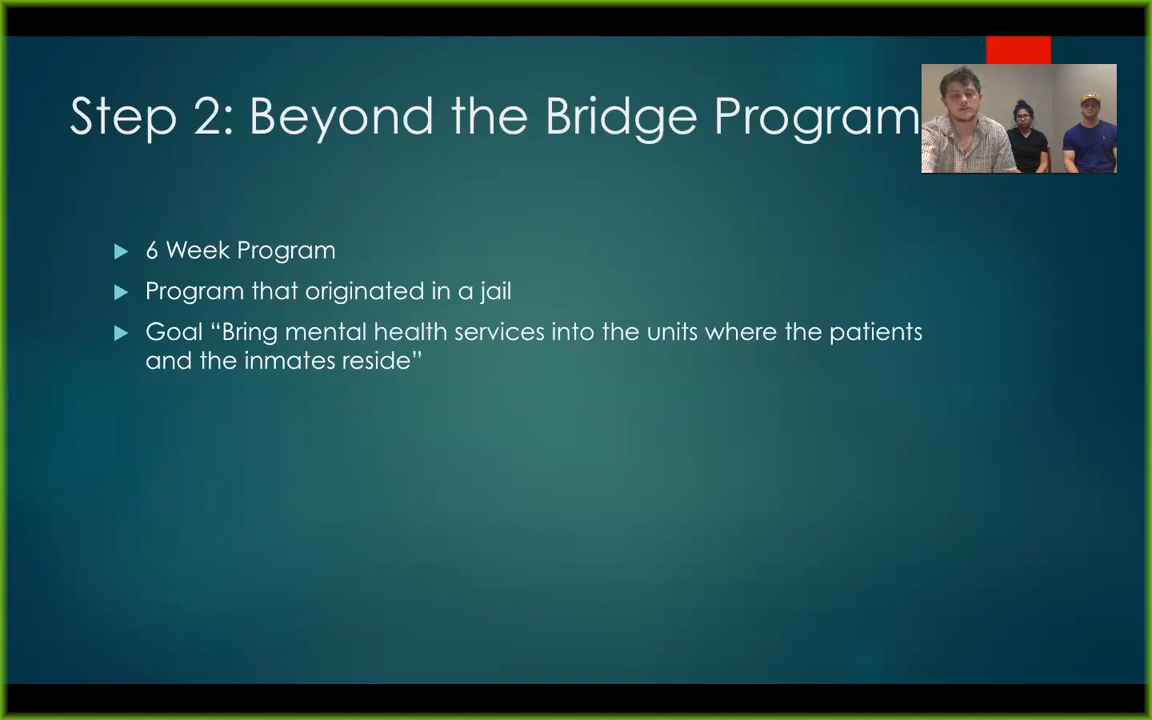 Step 2: Beyond the Bridge Program
6 Week Program
Program that originated in a jail
Goal “Bring mental health services into the units where the patients
and the inmates reside”